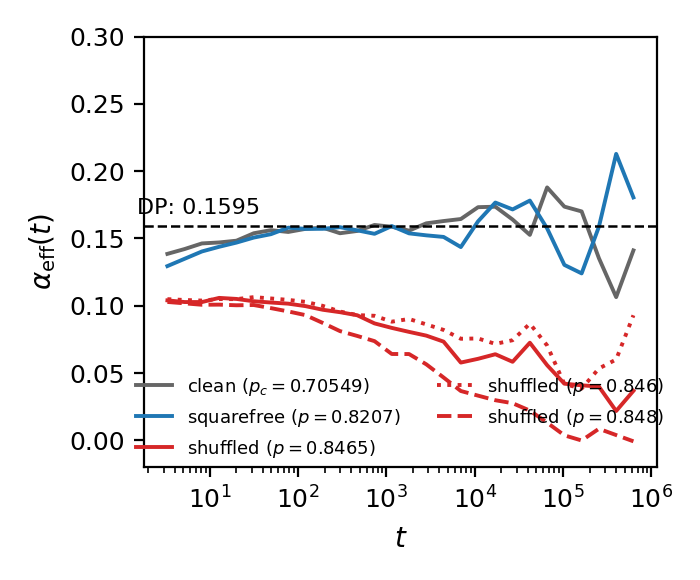 0.30
0.25
0.20
0.15
0.10
0.05
0.00
α_eff(t)
DP: 0.1595
clean (p_c = 0.70549)
squarefree (p = 0.8207)
shuffled (p = 0.8465)
shuffled (p = 0.846)
shuffled (p = 0.848)
10^1 10^2 10^3 10^4 10^5 10^6
t